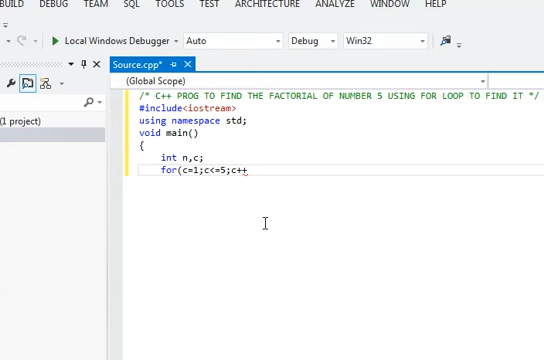 BUILD DEBUG TEAM SQL TOOLS TEST ARCHITECTURE ANALYZE WINDOW HELP
Local Windows Debugger Auto Debug Win32
Source.cpp*
(Global Scope)
/* C++ PROG TO FIND THE FACTORIAL OF NUMBER 5 USING FOR LOOP TO FIND IT */
#include<iostream>
(1 project)
using namespace std;
void main()
{
int n,c;
for(c=1;c<=5;c++